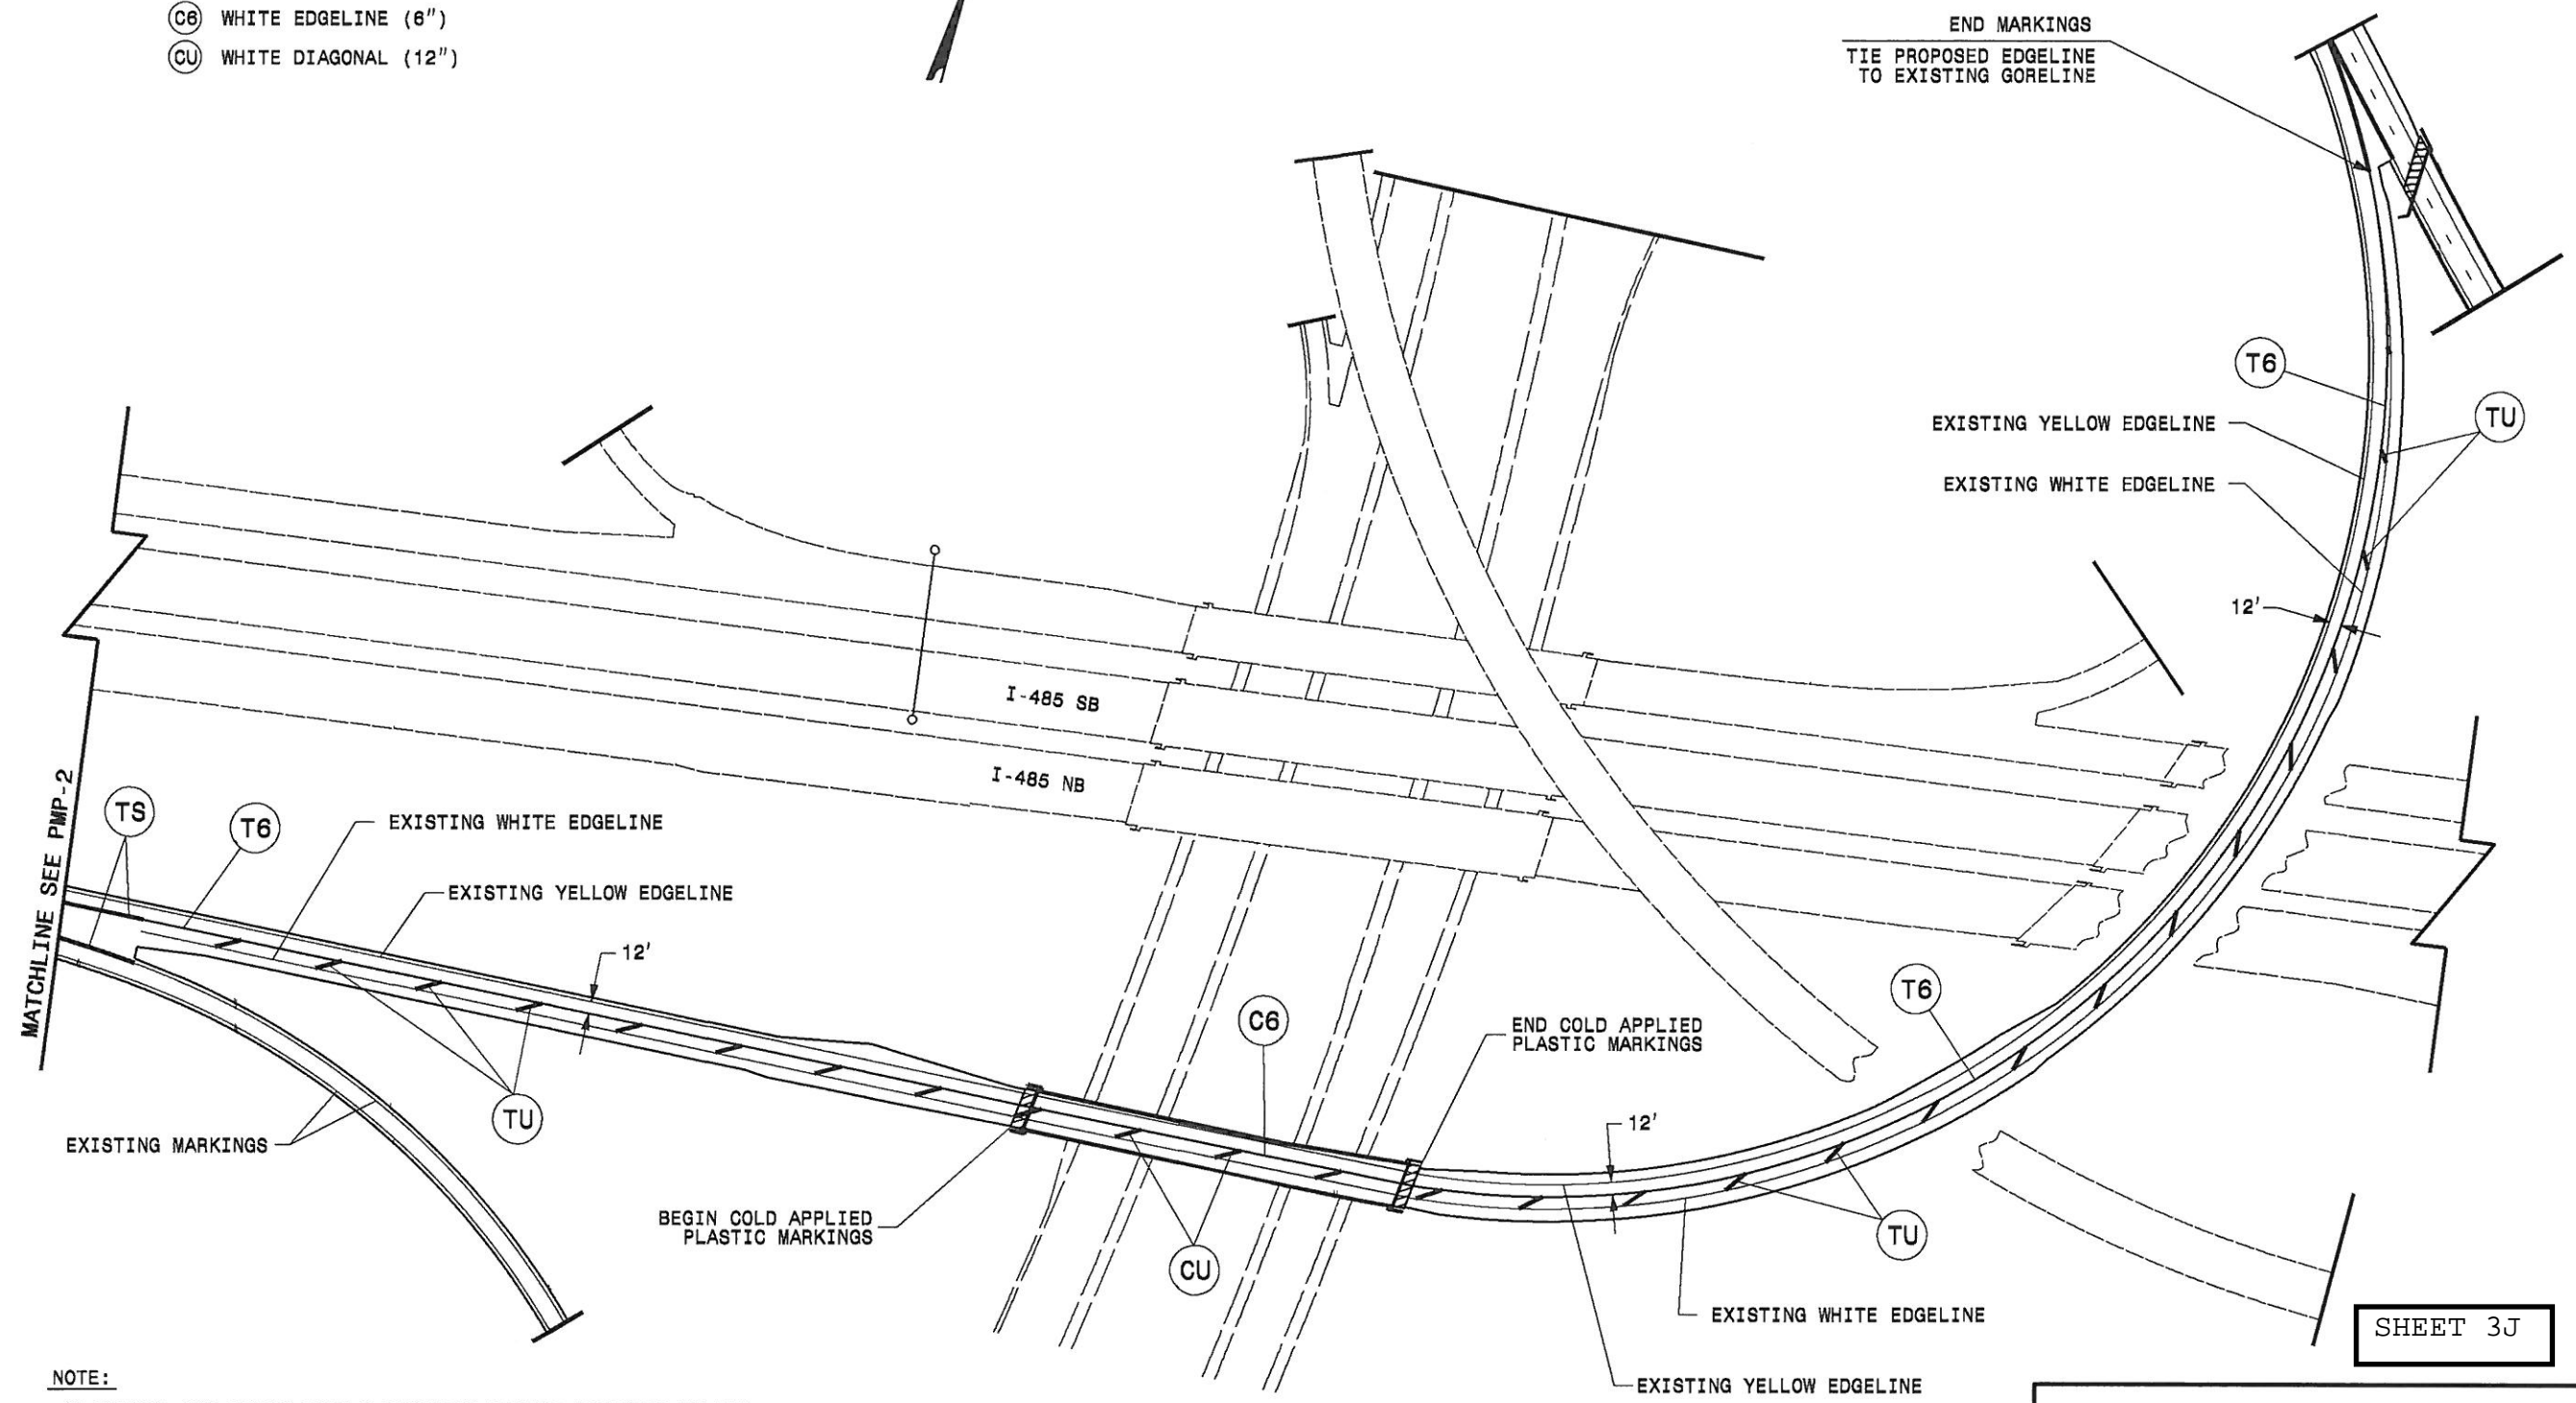 C6 WHITE EDGELINE (6")
CU WHITE DIAGONAL (12")
END MARKINGS
TIE PROPOSED EDGELINE
TO EXISTING GORELINE
T6
TU
EXISTING YELLOW EDGELINE
EXISTING WHITE EDGELINE
12'
I-485 SB
I-485 NB
MATCHLINE SEE PMP-2
TS
T6
EXISTING WHITE EDGELINE
EXISTING YELLOW EDGELINE
12'
TU
EXISTING MARKINGS
C6
END COLD APPLIED
PLASTIC MARKINGS
T6
12'
BEGIN COLD APPLIED
PLASTIC MARKINGS
CU
TU
EXISTING WHITE EDGELINE
EXISTING YELLOW EDGELINE
SHEET 3J
NOTE: